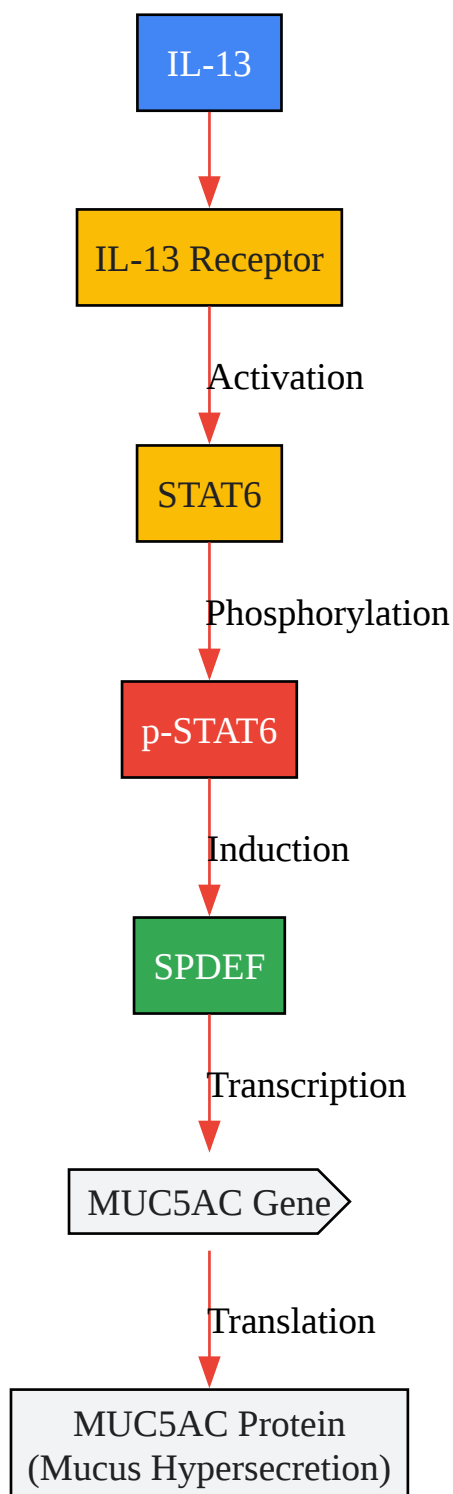 IL-13
IL-13 Receptor
Activation
STAT6
Phosphorylation
p-STAT6
Induction
SPDEF
Transcription
MUC5AC Gene
Translation
MUC5AC Protein
(Mucus Hypersecretion)